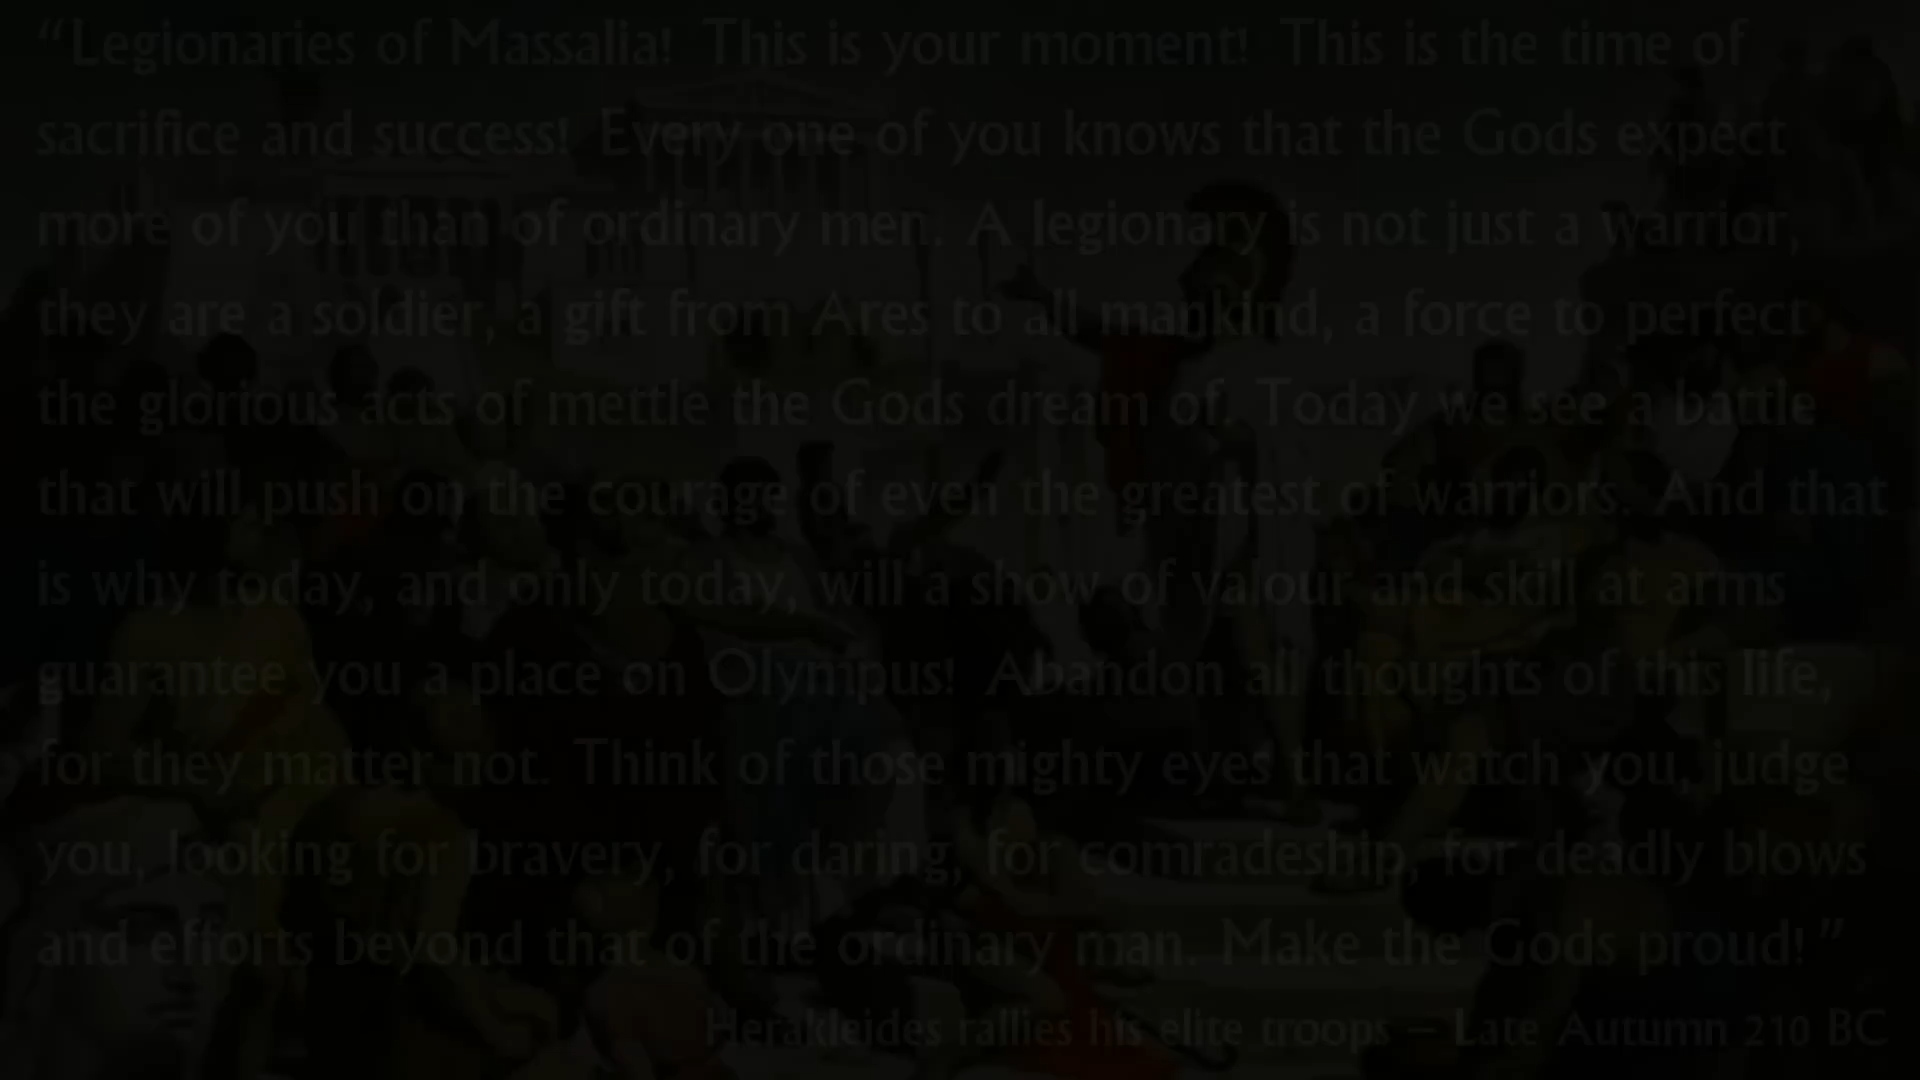 “Legionaries of Massalia!  This is your moment!  This is the time of
sacrifice and success!  Every one of you knows that the Gods expect
more of you than of ordinary men.  A legionary is not just a warrior,
they are a soldier, a gift from Ares to all mankind, a force to perfect
the glorious acts of mettle the Gods dream of.  Today we see a battle
that will push on the courage of even the greatest of warriors.  And that
is why today, and only today, will a show of valour and skill at arms
guarantee you a place on Olympus!  Abandon all thoughts of this life,
for they matter not.  Think of those mighty eyes that watch you, judge
you, looking for bravery, for daring, for comradeship, for deadly blows
and efforts beyond that of the ordinary man. Make the Gods proud!”
Herakleides rallies his elite troops – Late Autumn 210 BC